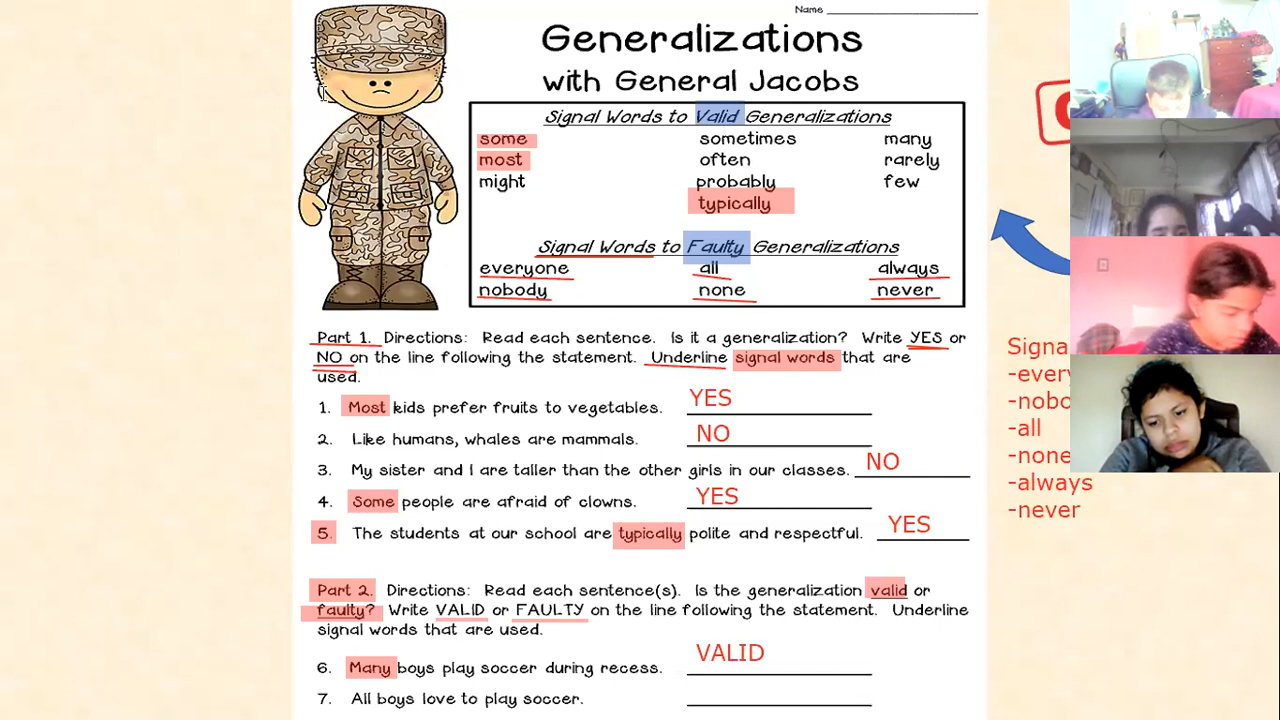 Name
Generalizations
with General Jacobs
Signal Words to Valid Generalizations
some sometimes many
most often rarely
might probably few
typically
Signal Words to Faulty Generalizations
everyone all always
nobody none never
Part 1. Directions: Read each sentence. Is it a generalization? Write YES or
NO on the line following the statement. Underline signal words that are
used.
1. Most kids prefer fruits to vegetables. YES
2. Like humans, whales are mammals. NO
3. My sister and I are taller than the other girls in our classes. NO
4. Some people are afraid of clowns. YES
5. The students at our school are typically polite and respectful. YES
Part 2. Directions: Read each sentence(s). Is the generalization valid or
faulty? Write VALID or FAULTY on the line following the statement. Underline
signal words that are used.
6. Many boys play soccer during recess. VALID
7. All boys love to play soccer.
-all
-always
-never